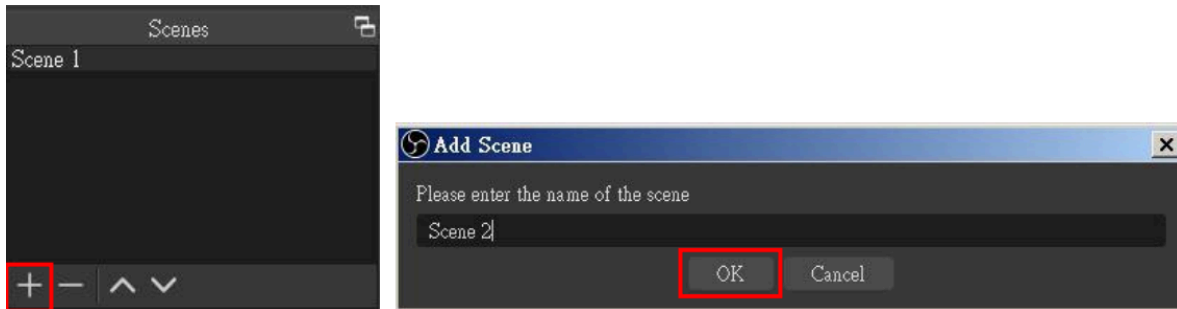 Scenes
Scene 1
Add Scene
Please enter the name of the scene
Scene 2
OK
Cancel